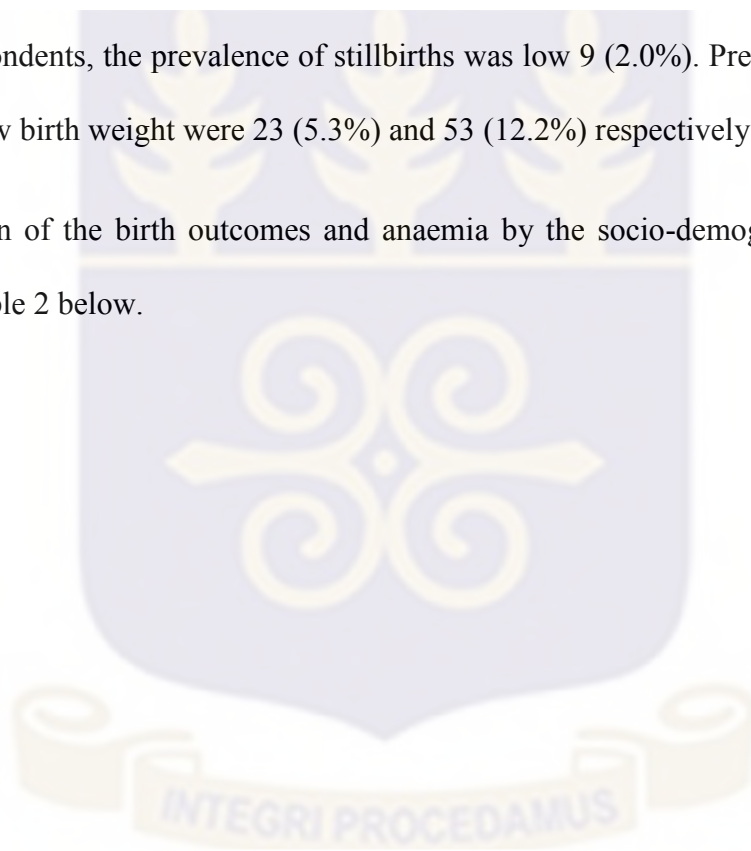 ondents, the prevalence of stillbirths was low 9 (2.0%). Pre
w birth weight were 23 (5.3%) and 53 (12.2%) respectively
n of the birth outcomes and anaemia by the socio-demog
ole 2 below.
INTEGRI PROCEDAMUS